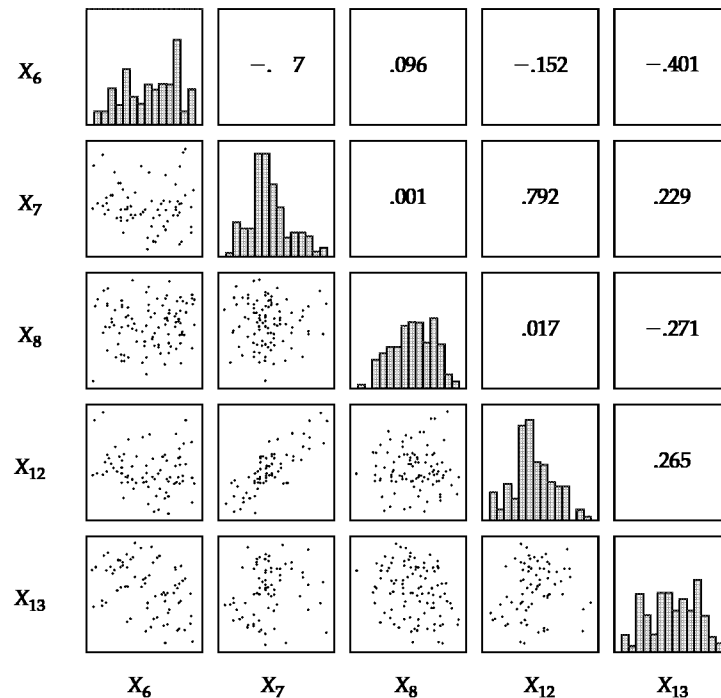 X₆ −. 7 .096 −.152 −.401
X₇ .001 .792 .229
X₈ .017 −.271
X₁₂ .265
X₁₃
X₆ X₇ X₈ X₁₂ X₁₃